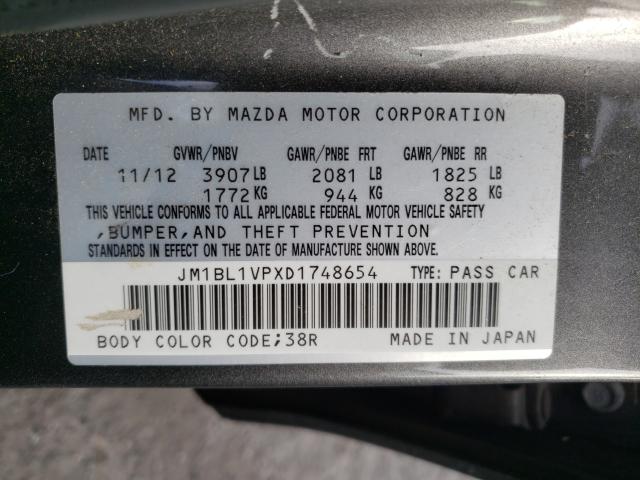 MFD. BY MAZDA MOTOR CORPORATION
DATE GVWR/PNBV GAWR/PNBE FRT GAWR/PNBE RR
11/12 3907 LB 2081 LB 1825 LB
1772 KG 944 KG 828 KG
THIS VEHICLE CONFORMS TO ALL APPLICABLE FEDERAL MOTOR VEHICLE SAFETY
,BUMPER,AND THEFT PREVENTION
STANDARDS IN EFFECT ON THE DATE OF MANUFACTURE SHOWN ABOVE.
JM1BL1VPXD1748654 TYPE: PASS CAR
BODY COLOR CODE;38R MADE IN JAPAN